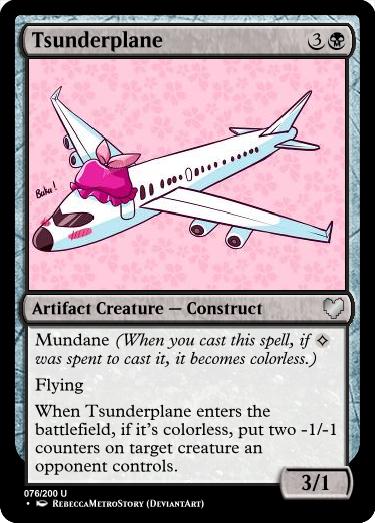 Tsunderplane 3
Baka!
Artifact Creature — Construct
Mundane (When you cast this spell, if
was spent to cast it, it becomes colorless.)
Flying
When Tsunderplane enters the
battlefield, if it's colorless, put two -1/-1
counters on target creature an
opponent controls.
3/1
076/200 U
• RebeccaMetroStory (DeviantArt)